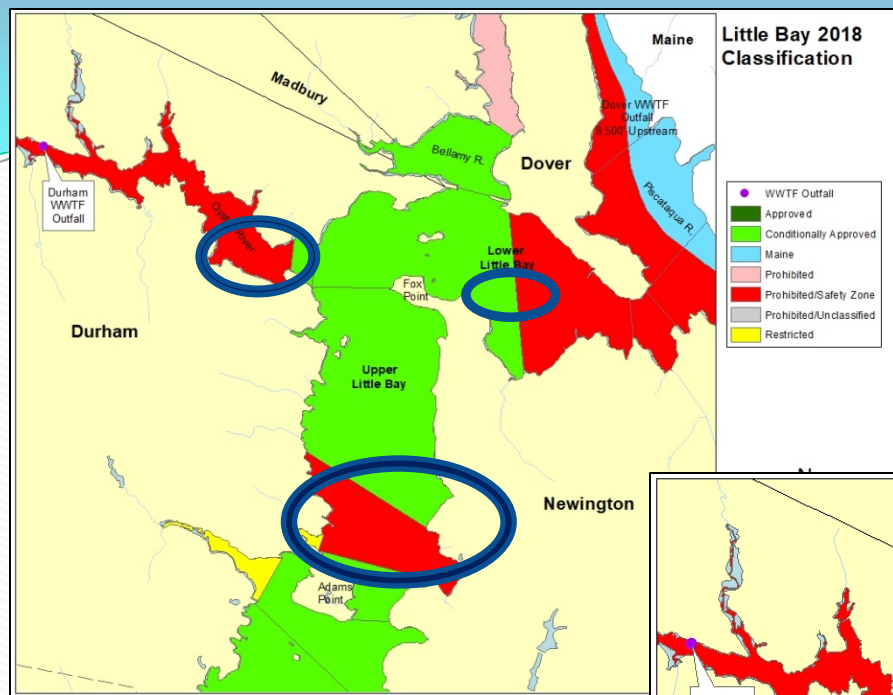 Little Bay 2018
Classification
Maine
Madbury
Dover WWTF
Outfall
8,500' Upstream
Dover
Bellamy R.
Piscataqua R.
Durham
WWTF
Outfall
Oyster River
Lower
Little Bay
Fox
Point
Durham
Upper
Little Bay
Newington
Adams
Point
WWTF Outfall
Approved
Conditionally Approved
Maine
Prohibited
Prohibited/Safety Zone
Prohibited/Unclassified
Restricted